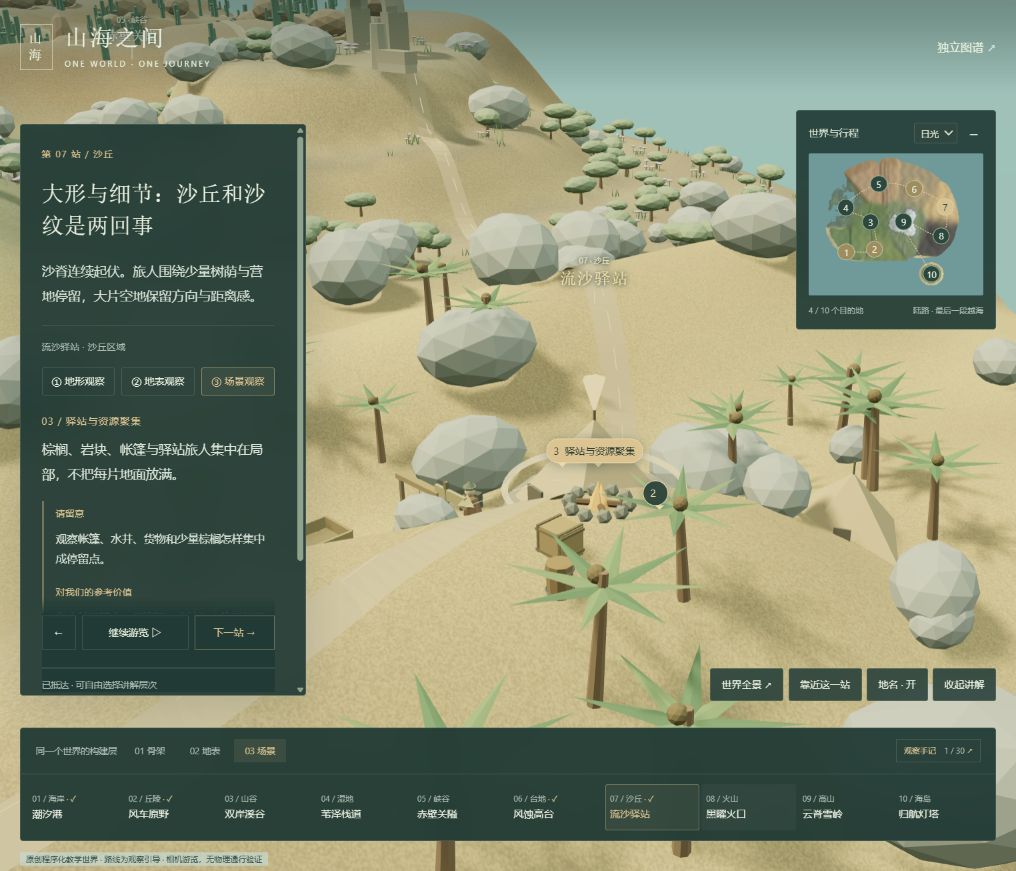 03 · 峡谷
山海
山海之间
ONE WORLD · ONE JOURNEY
独立图谱 ↗
第 07 站 / 沙丘
大形与细节：沙丘和沙
纹是两回事
沙脊连续起伏。旅人围绕少量树荫与营
地停留，大片空地保留方向与距离感。
流沙驿站 · 沙丘区域
① 地形观察
② 地表观察
③ 场景观察
03 / 驿站与资源聚集
棕榈、岩块、帐篷与驿站旅人集中在局
部，不把每片地面放满。
请留意
观察帐篷、水井、货物和少量棕榈怎样集中
成停留点。
对我们的参考价值
←
继续游览 ▷
下一站 →
已抵达 · 可自由选择讲解层次
世界与行程
日光
–
5
6
4
7
3
9
8
1
2
10
4 / 10 个目的地
陆路 · 最后一段越海
07 · 沙丘
流沙驿站
3 驿站与资源聚集
2
世界全景 ↗
靠近这一站
地名 · 开
收起讲解
同一个世界的构建层
01 骨架
02 地表
03 场景
观察手记 1 / 30 ↗
01 / 海岸 · ✓
潮汐港
02 / 丘陵 · ✓
风车原野
03 / 山谷
双岸溪谷
04 / 湿地
苇泽栈道
05 / 峡谷
赤壁关隘
06 / 台地 · ✓
风蚀高台
07 / 沙丘 · ✓
流沙驿站
08 / 火山
黑曜火口
09 / 高山
云脊雪岭
10 / 海岛
归航灯塔
原创程序化教学世界 · 路线为观察引导 · 相机游览，无物理通行验证